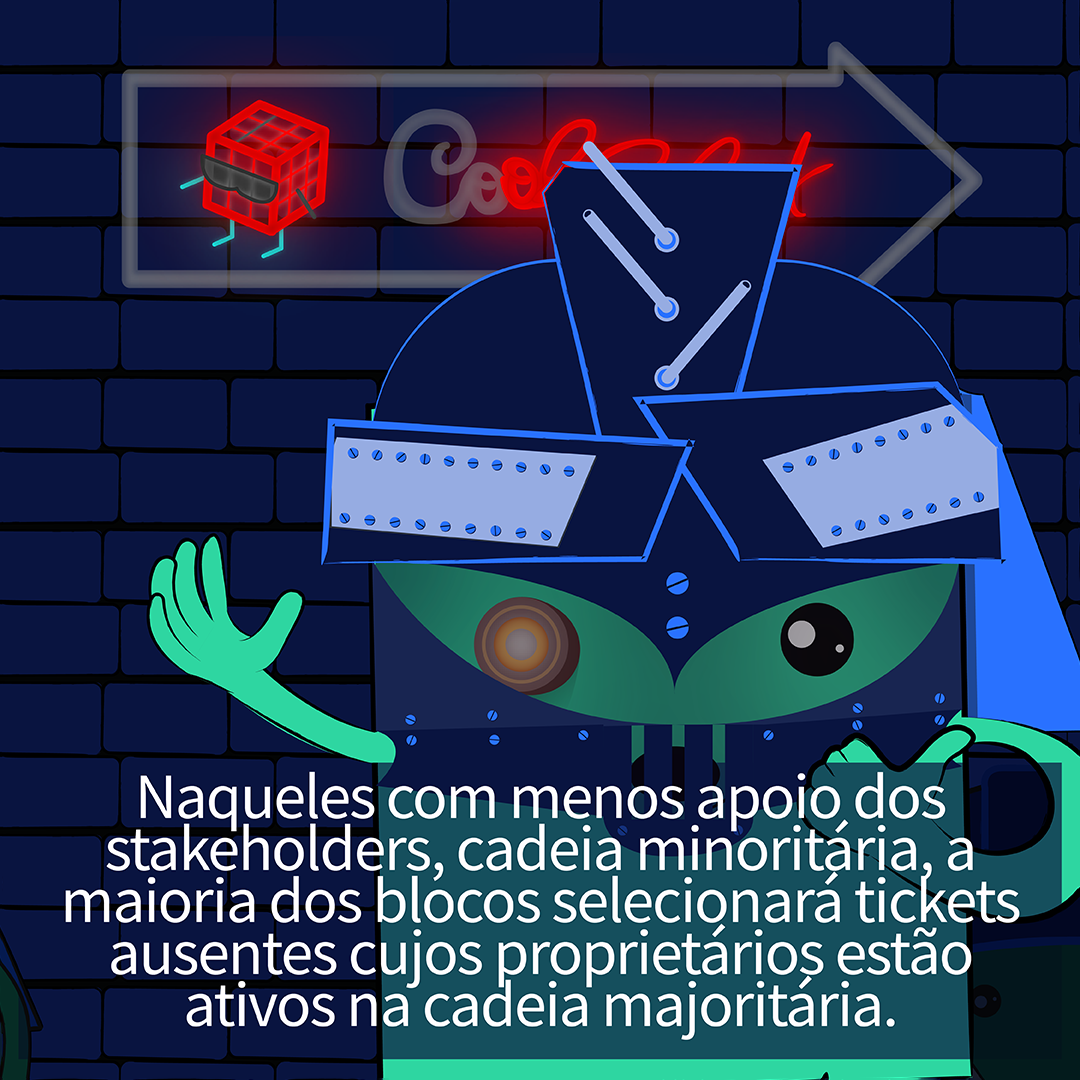 Naqueles com menos apoio dos
stakeholders, cadeia minoritária, a
maioria dos blocos selecionará tickets
ausentes cujos proprietários estão
ativos na cadeia majoritária.